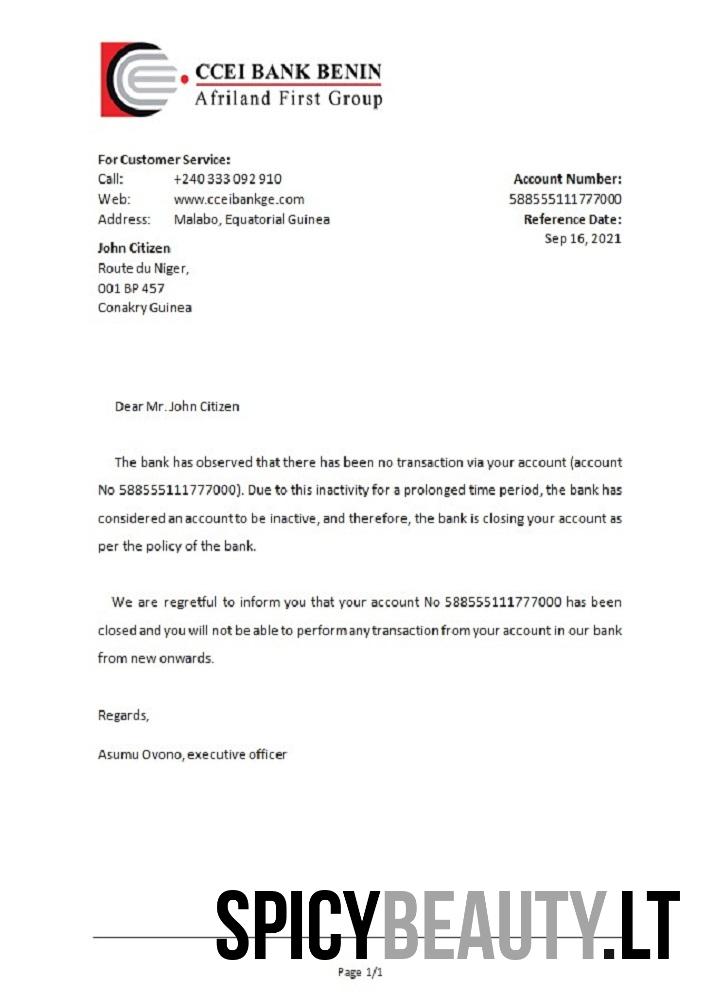 CCEI BANK BENIN
Afriland First Group
For Customer Service:
Call: +240 333 092 910
Web: www.cceibankge.com
Address: Malabo, Equatorial Guinea
Account Number:
588555111777000
Reference Date:
Sep 16, 2021
John Citizen
Route du Niger,
001 BP 457
Conakry Guinea
Dear Mr. John Citizen
The bank has observed that there has been no transaction via your account (account
No 588555111777000). Due to this inactivity for a prolonged time period, the bank has
considered an account to be inactive, and therefore, the bank is closing your account as
per the policy of the bank.
We are regretful to inform you that your account No 588555111777000 has been
closed and you will not be able to perform any transaction from your account in our bank
from new onwards.
Regards,
Asumu Ovono, executive officer
SPICYBEAUTY.LT
Page 1/1